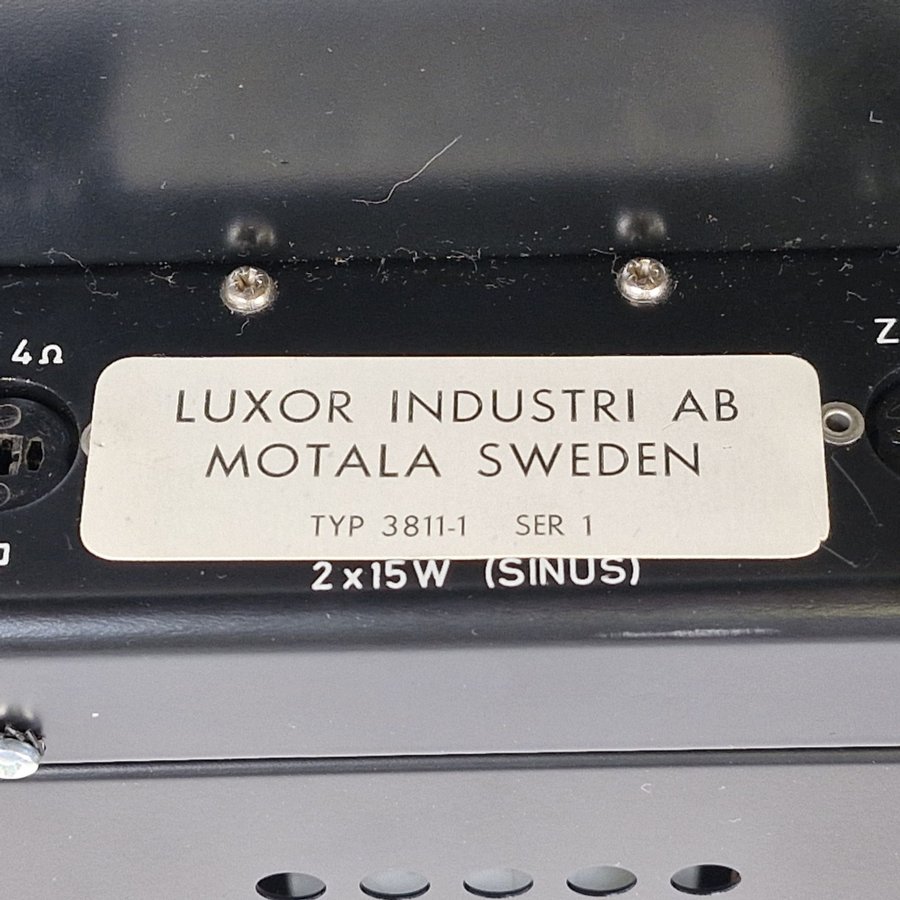 4Ω
Z
LUXOR INDUSTRI AB
MOTALA SWEDEN
TYP 3811-1 SER 1
2x15W (SINUS)